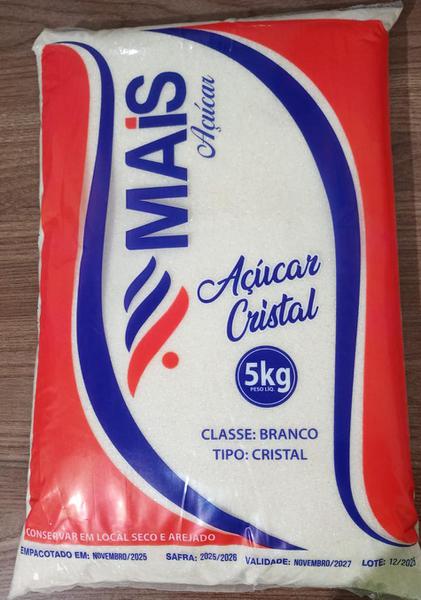 MAiS
Açúcar
Açúcar
Cristal
5kg
PESO LÍQ.
CLASSE: BRANCO
TIPO: CRISTAL
CONSERVAR EM LOCAL SECO E AREJADO
EMPACOTADO EM: NOVEMBRO/2025 SAFRA: 2025/2026 VALIDADE: NOVEMBRO/2027 LOTE: 12/2025